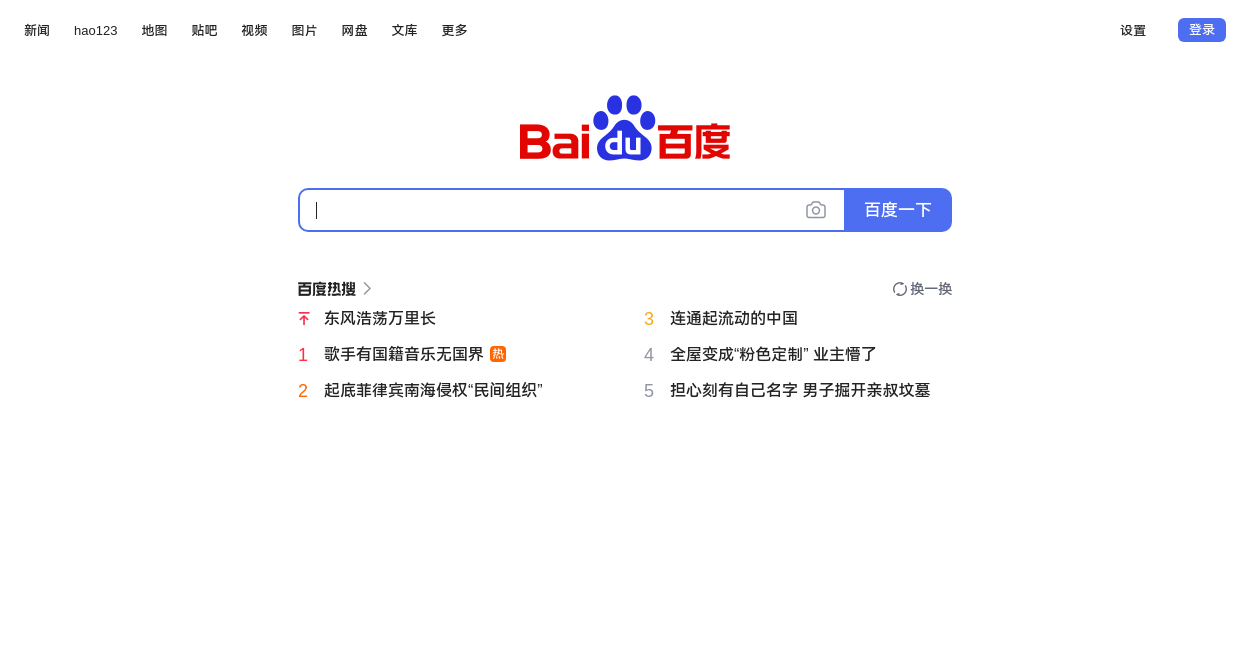 新闻 hao123 地图 贴吧 视频 图片 网盘 文库 更多 设置 登录
Bai du 百度
百度一下
百度热搜 换一换
东风浩荡万里长
1 歌手有国籍音乐无国界 热
2 起底菲律宾南海侵权“民间组织”
3 连通起流动的中国
4 全屋变成“粉色定制” 业主懵了
5 担心刻有自己名字 男子掘开亲叔坟墓